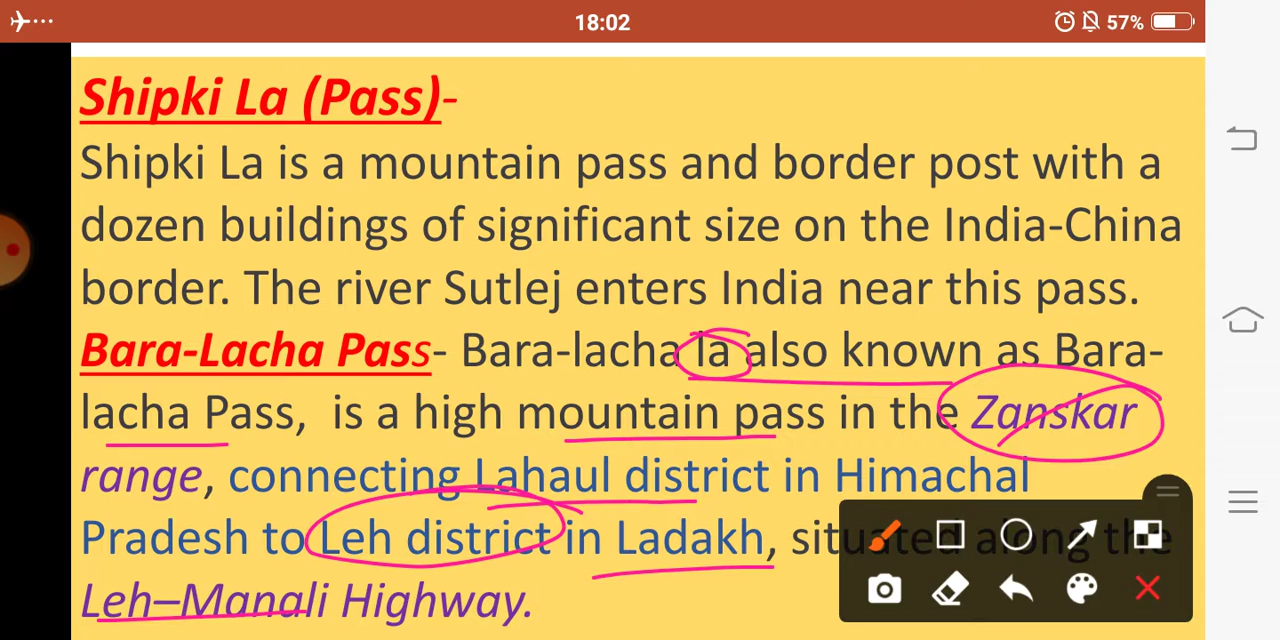 18:02
57%
Shipki La (Pass)-
Shipki La is a mountain pass and border post with a
dozen buildings of significant size on the India-China
border. The river Sutlej enters India near this pass.
Bara-Lacha Pass- Bara-lacha la also known as Bara-
lacha Pass, is a high mountain pass in the Zanskar
range, connecting Lahaul district in Himachal
Pradesh to Leh district in Ladakh, situated along the
Leh–Manali Highway.